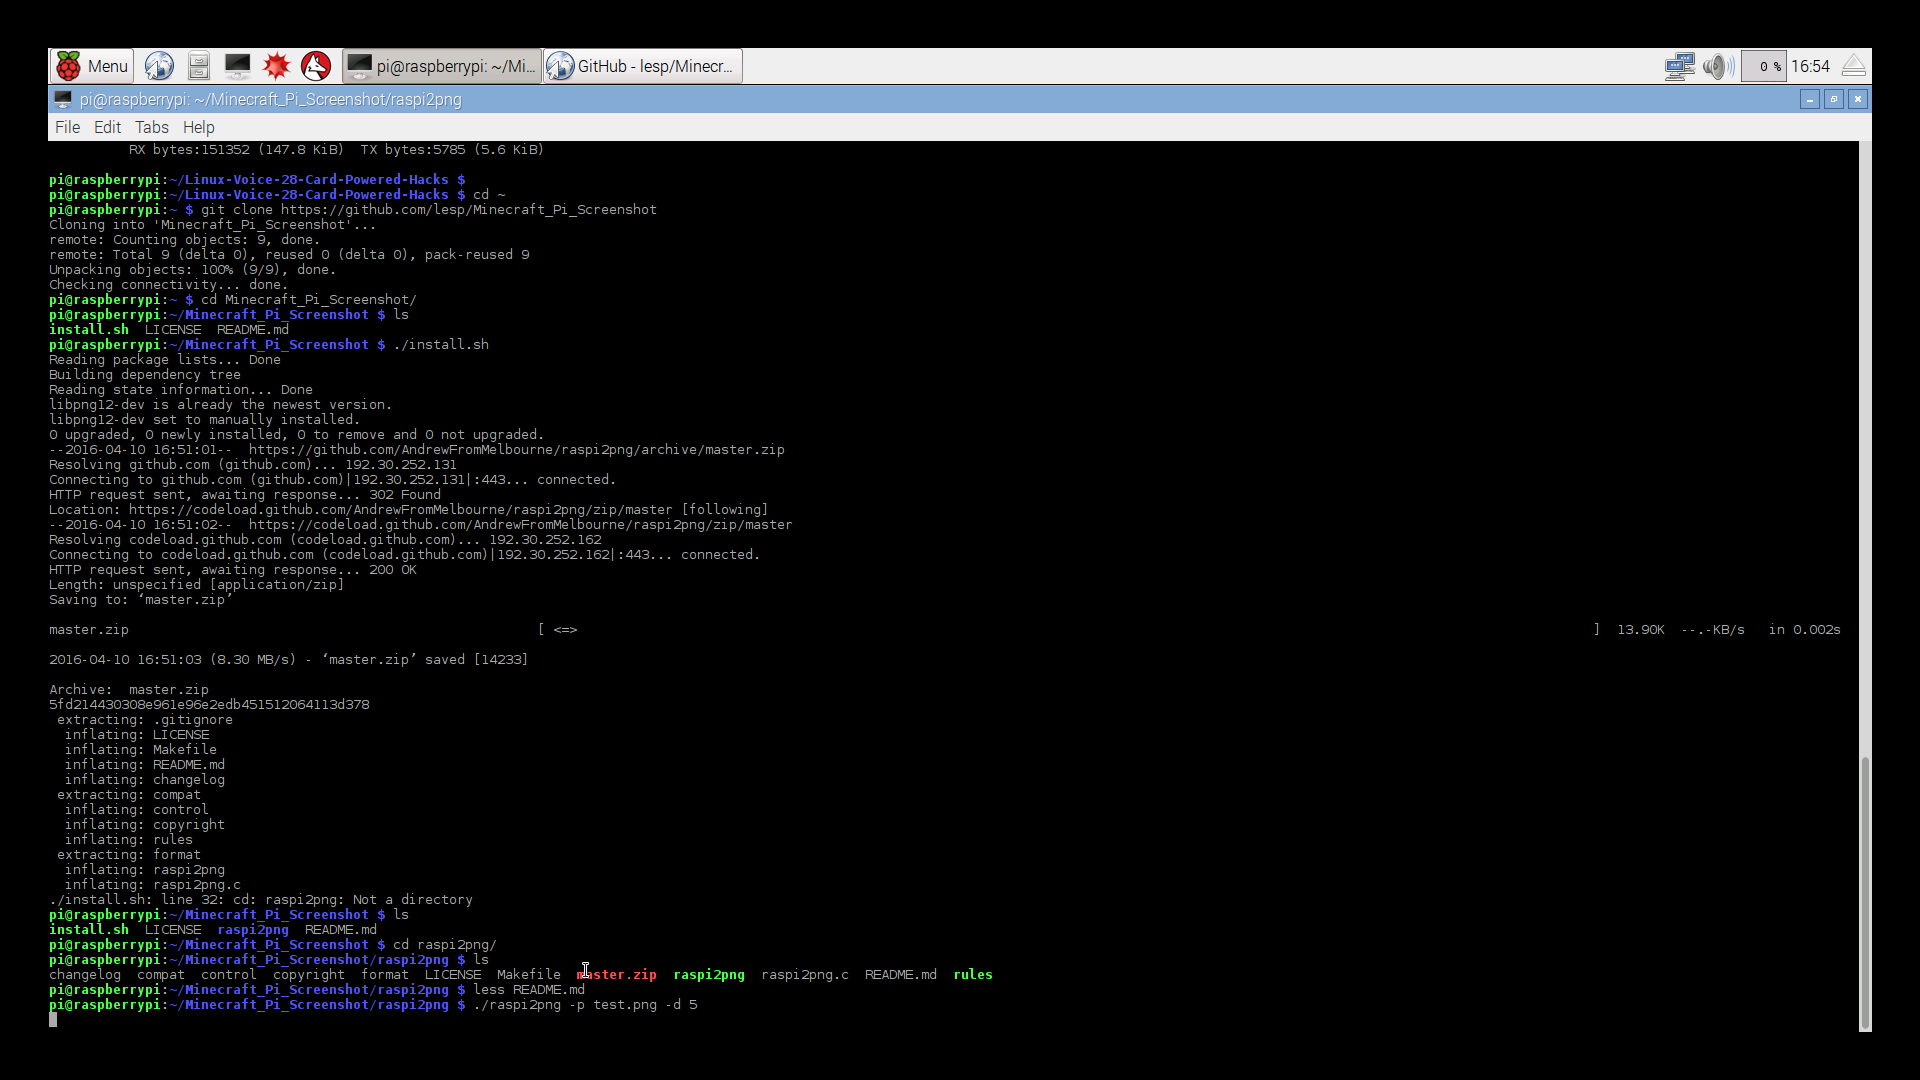 Menu pi@raspberrypi: ~/Mi... GitHub - lesp/Minecr... 0 % 16:54
pi@raspberrypi: ~/Minecraft_Pi_Screenshot/raspi2png
File Edit Tabs Help
RX bytes:151352 (147.8 KiB)  TX bytes:5785 (5.6 KiB)
pi@raspberrypi:~/Linux-Voice-28-Card-Powered-Hacks $
pi@raspberrypi:~/Linux-Voice-28-Card-Powered-Hacks $ cd ~
pi@raspberrypi:~ $ git clone https://github.com/lesp/Minecraft_Pi_Screenshot
Cloning into 'Minecraft_Pi_Screenshot'...
remote: Counting objects: 9, done.
remote: Total 9 (delta 0), reused 0 (delta 0), pack-reused 9
Unpacking objects: 100% (9/9), done.
Checking connectivity... done.
pi@raspberrypi:~ $ cd Minecraft_Pi_Screenshot/
pi@raspberrypi:~/Minecraft_Pi_Screenshot $ ls
install.sh  LICENSE  README.md
pi@raspberrypi:~/Minecraft_Pi_Screenshot $ ./install.sh
Reading package lists... Done
Building dependency tree
Reading state information... Done
libpng12-dev is already the newest version.
libpng12-dev set to manually installed.
0 upgraded, 0 newly installed, 0 to remove and 0 not upgraded.
--2016-04-10 16:51:01--  https://github.com/AndrewFromMelbourne/raspi2png/archive/master.zip
Resolving github.com (github.com)... 192.30.252.131
Connecting to github.com (github.com)|192.30.252.131|:443... connected.
HTTP request sent, awaiting response... 302 Found
Location: https://codeload.github.com/AndrewFromMelbourne/raspi2png/zip/master [following]
--2016-04-10 16:51:02--  https://codeload.github.com/AndrewFromMelbourne/raspi2png/zip/master
Resolving codeload.github.com (codeload.github.com)... 192.30.252.162
Connecting to codeload.github.com (codeload.github.com)|192.30.252.162|:443... connected.
HTTP request sent, awaiting response... 200 OK
Length: unspecified [application/zip]
Saving to: ‘master.zip’
master.zip [ <=> ] 13.90K  --.-KB/s   in 0.002s
2016-04-10 16:51:03 (8.30 MB/s) - ‘master.zip’ saved [14233]
Archive:  master.zip
5fd214430308e961e96e2edb451512064113d378
extracting: .gitignore
inflating: LICENSE
inflating: Makefile
inflating: README.md
inflating: changelog
extracting: compat
inflating: control
inflating: copyright
inflating: rules
extracting: format
inflating: raspi2png
inflating: raspi2png.c
./install.sh: line 32: cd: raspi2png: Not a directory
pi@raspberrypi:~/Minecraft_Pi_Screenshot $ ls
install.sh  LICENSE  raspi2png  README.md
pi@raspberrypi:~/Minecraft_Pi_Screenshot $ cd raspi2png/
pi@raspberrypi:~/Minecraft_Pi_Screenshot/raspi2png $ ls
changelog  compat  control  copyright  format  LICENSE  Makefile  master.zip  raspi2png  raspi2png.c  README.md  rules
pi@raspberrypi:~/Minecraft_Pi_Screenshot/raspi2png $ less README.md
pi@raspberrypi:~/Minecraft_Pi_Screenshot/raspi2png $ ./raspi2png -p test.png -d 5